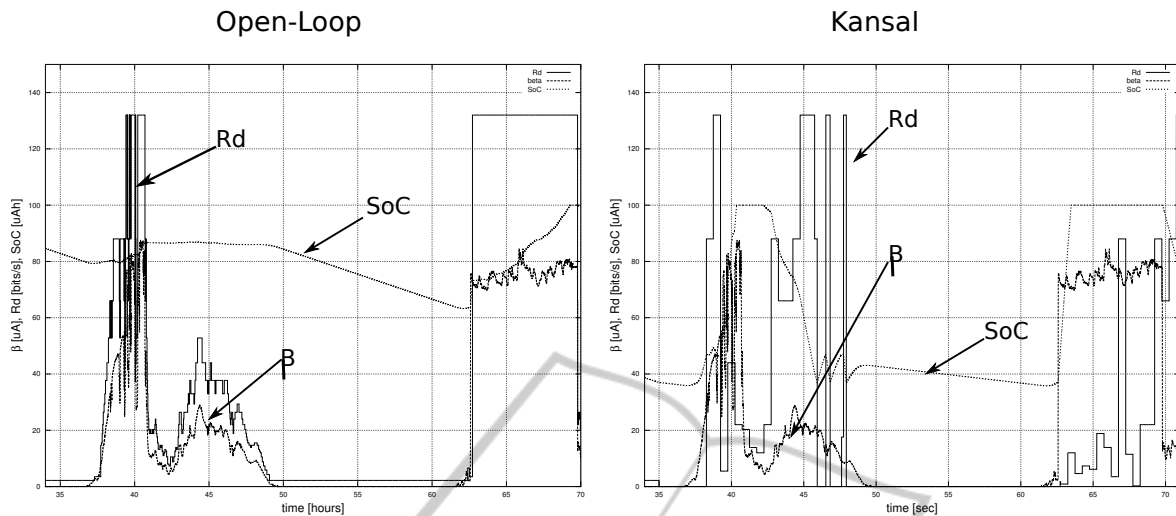 Open-Loop
Kansal
Rd
beta
SoC
140
120
100
80
60
40
20
0
35
40
45
50
55
60
65
70
β [uA], Rd [bits/s], SoC [uAh]
time [hours]
Rd
SoC
B
Rd
beta
SoC
140
120
100
80
60
40
20
0
35
40
45
50
55
60
65
70
β [uA], Rd [bits/s], SoC [uAh]
time [sec]
Rd
B
SoC